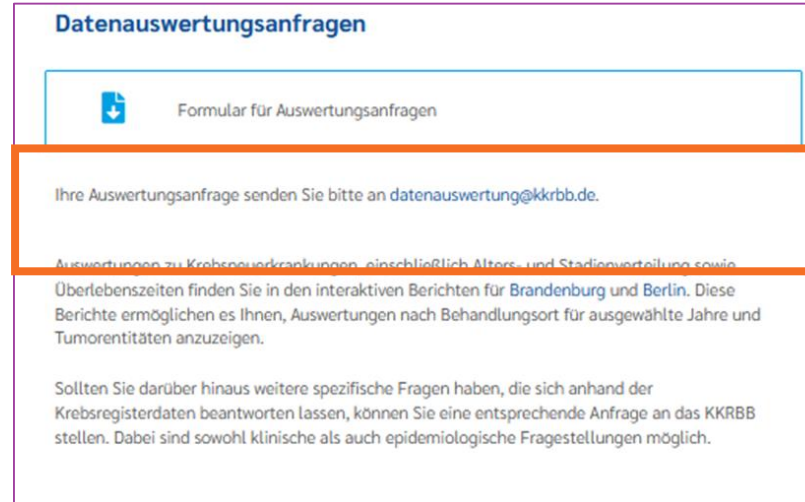 Datenauswertungsanfragen
Formular für Auswertungsanfragen
Ihre Auswertungsanfrage senden Sie bitte an datenauswertung@kkrbb.de.
Auswertungen zu Krebsneuerkrankungen, einschließlich Alters- und Stadienverteilung sowie
Überlebenszeiten finden Sie in den interaktiven Berichten für Brandenburg und Berlin. Diese
Berichte ermöglichen es Ihnen, Auswertungen nach Behandlungsort für ausgewählte Jahre und
Tumorentitäten anzuzeigen.
Sollten Sie darüber hinaus weitere spezifische Fragen haben, die sich anhand der
Krebsregisterdaten beantworten lassen, können Sie eine entsprechende Anfrage an das KKRBB
stellen. Dabei sind sowohl klinische als auch epidemiologische Fragestellungen möglich.